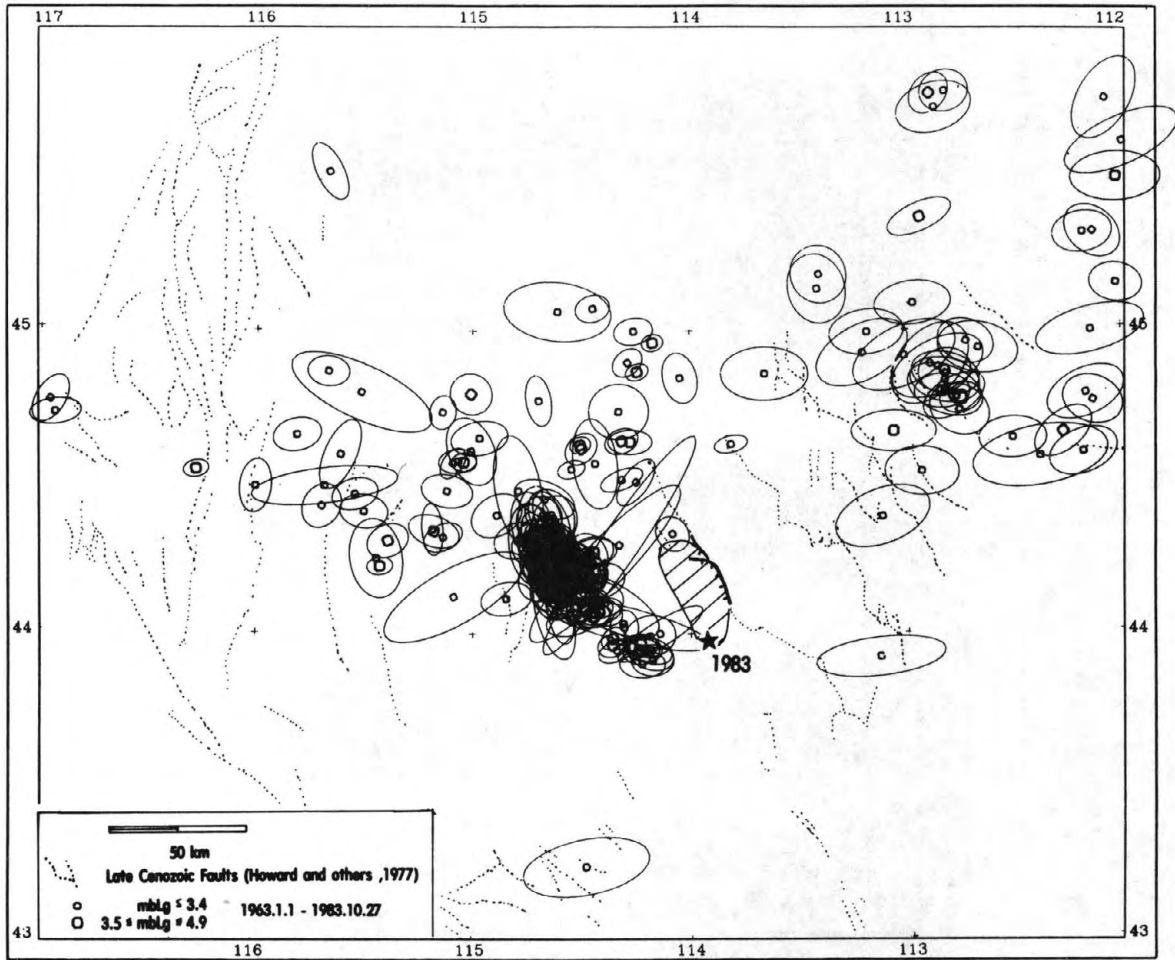 117 116 115 114 113 112
45 45
44 44
1983
50 km
Late Cenozoic Faults (Howard and others ,1977)
mbLg ≤ 3.4 1963.1.1 - 1983.10.27
3.5 ≤ mbLg ≤ 4.9
43 43
116 115 114 113